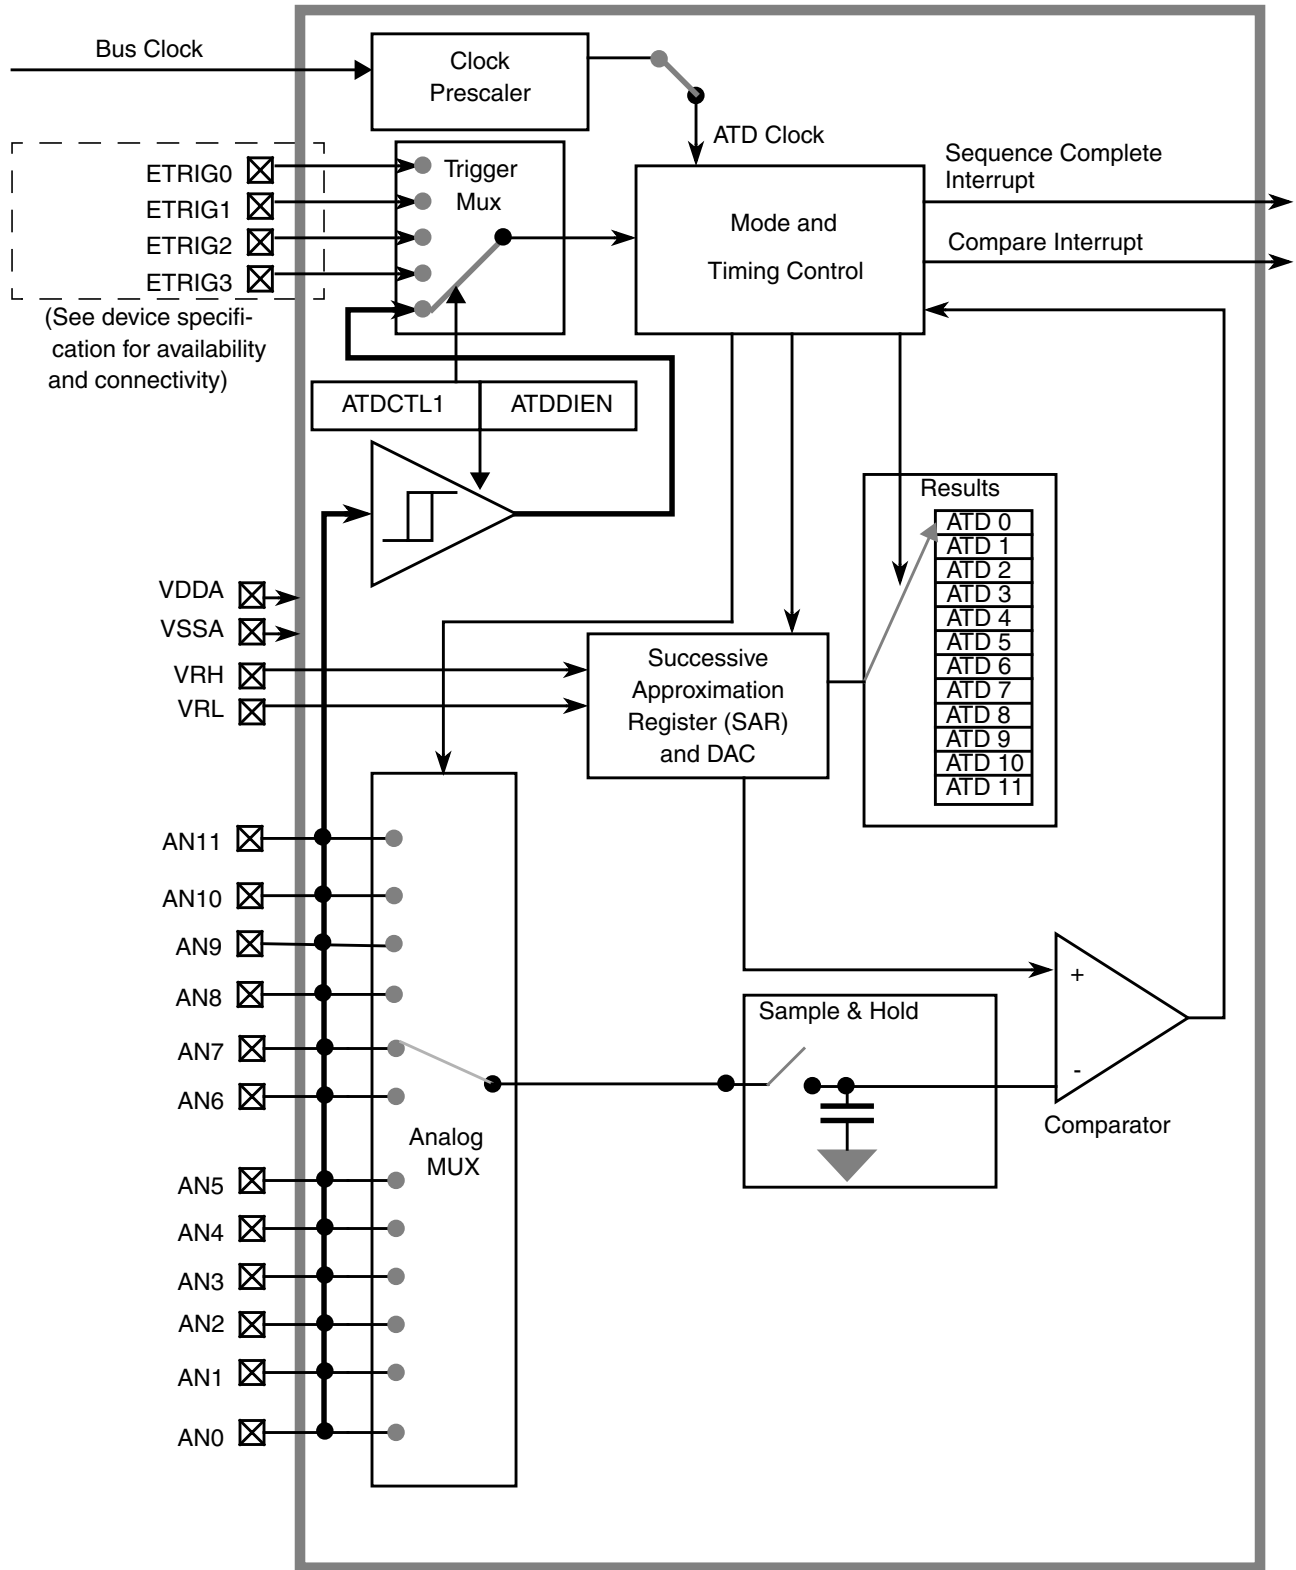 Bus Clock
Clock
Prescaler
ATD Clock
ETRIG0
ETRIG1
ETRIG2
ETRIG3
(See device specifi-
cation for availability
and connectivity)
Trigger
Mux
Mode and
Timing Control
Sequence Complete
Interrupt
Compare Interrupt
ATDCTL1
ATDDIEN
Results
ATD 0
ATD 1
ATD 2
ATD 3
ATD 4
ATD 5
ATD 6
ATD 7
ATD 8
ATD 9
ATD 10
ATD 11
VDDA
VSSA
VRH
VRL
Successive
Approximation
Register (SAR)
and DAC
AN11
AN10
AN9
AN8
AN7
AN6
AN5
AN4
AN3
AN2
AN1
AN0
Analog
MUX
Sample & Hold
+
-
Comparator